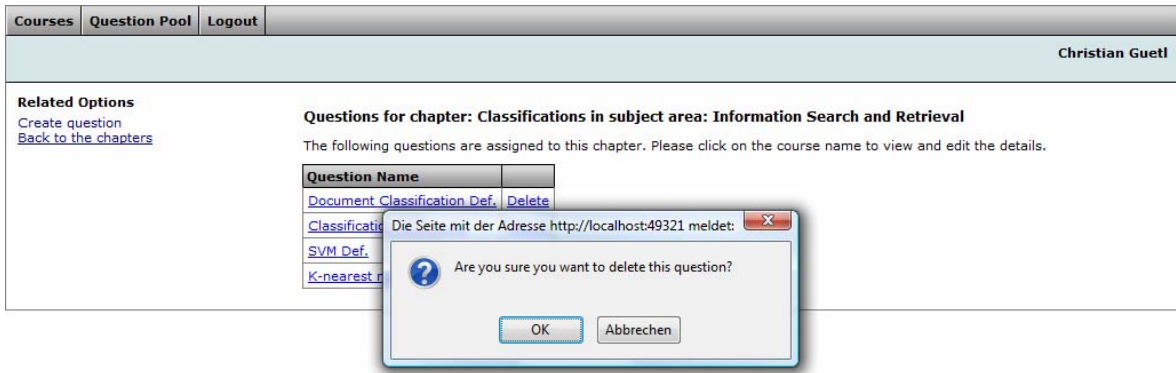 Courses Question Pool Logout
Christian Guetl
Related Options
Create question
Back to the chapters
Questions for chapter: Classifications in subject area: Information Search and Retrieval
The following questions are assigned to this chapter. Please click on the course name to view and edit the details.
Question Name
Document Classification Def. Delete
SVM Def.
K-nearest
Die Seite mit der Adresse http://localhost:49321 meldet:
Are you sure you want to delete this question?
OK Abbrechen